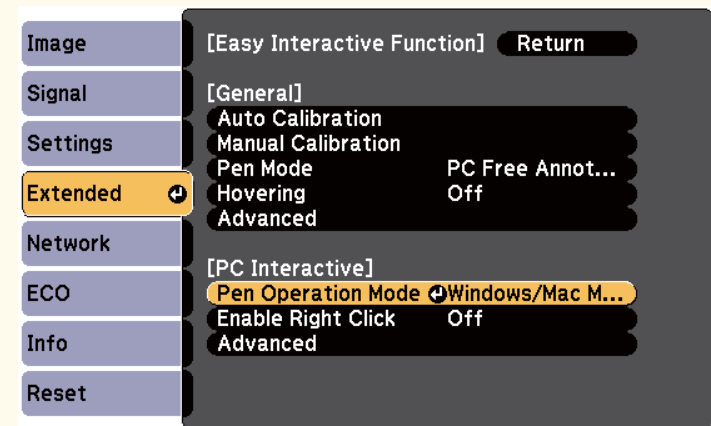 Image
Signal
Settings
Extended
Network
ECO
Info
Reset
[Easy Interactive Function] Return
[General]
Auto Calibration
Manual Calibration
Pen Mode PC Free Annot...
Hovering Off
Advanced
[PC Interactive]
Pen Operation Mode Windows/Mac M...
Enable Right Click Off
Advanced